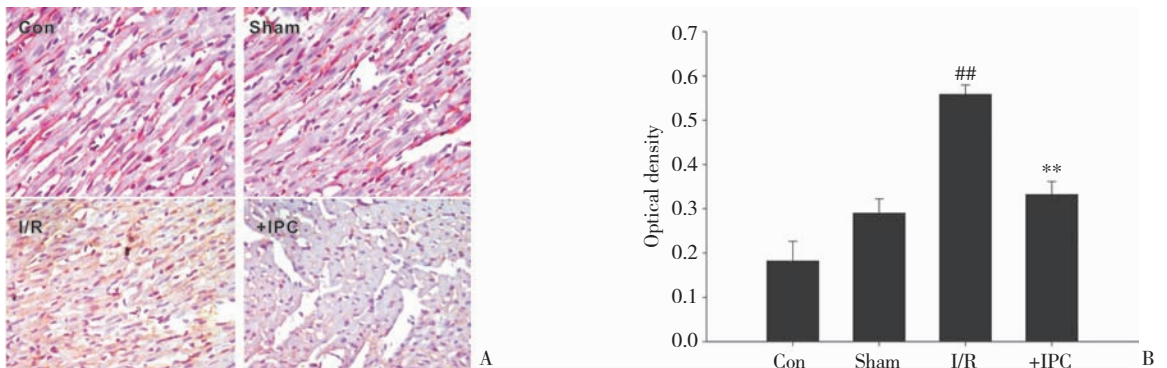 Con
Sham
I/R
+IPC
A
Optical density
0.7
0.6
0.5
0.4
0.3
0.2
0.1
0.0
##
**
Con Sham I/R +IPC
B